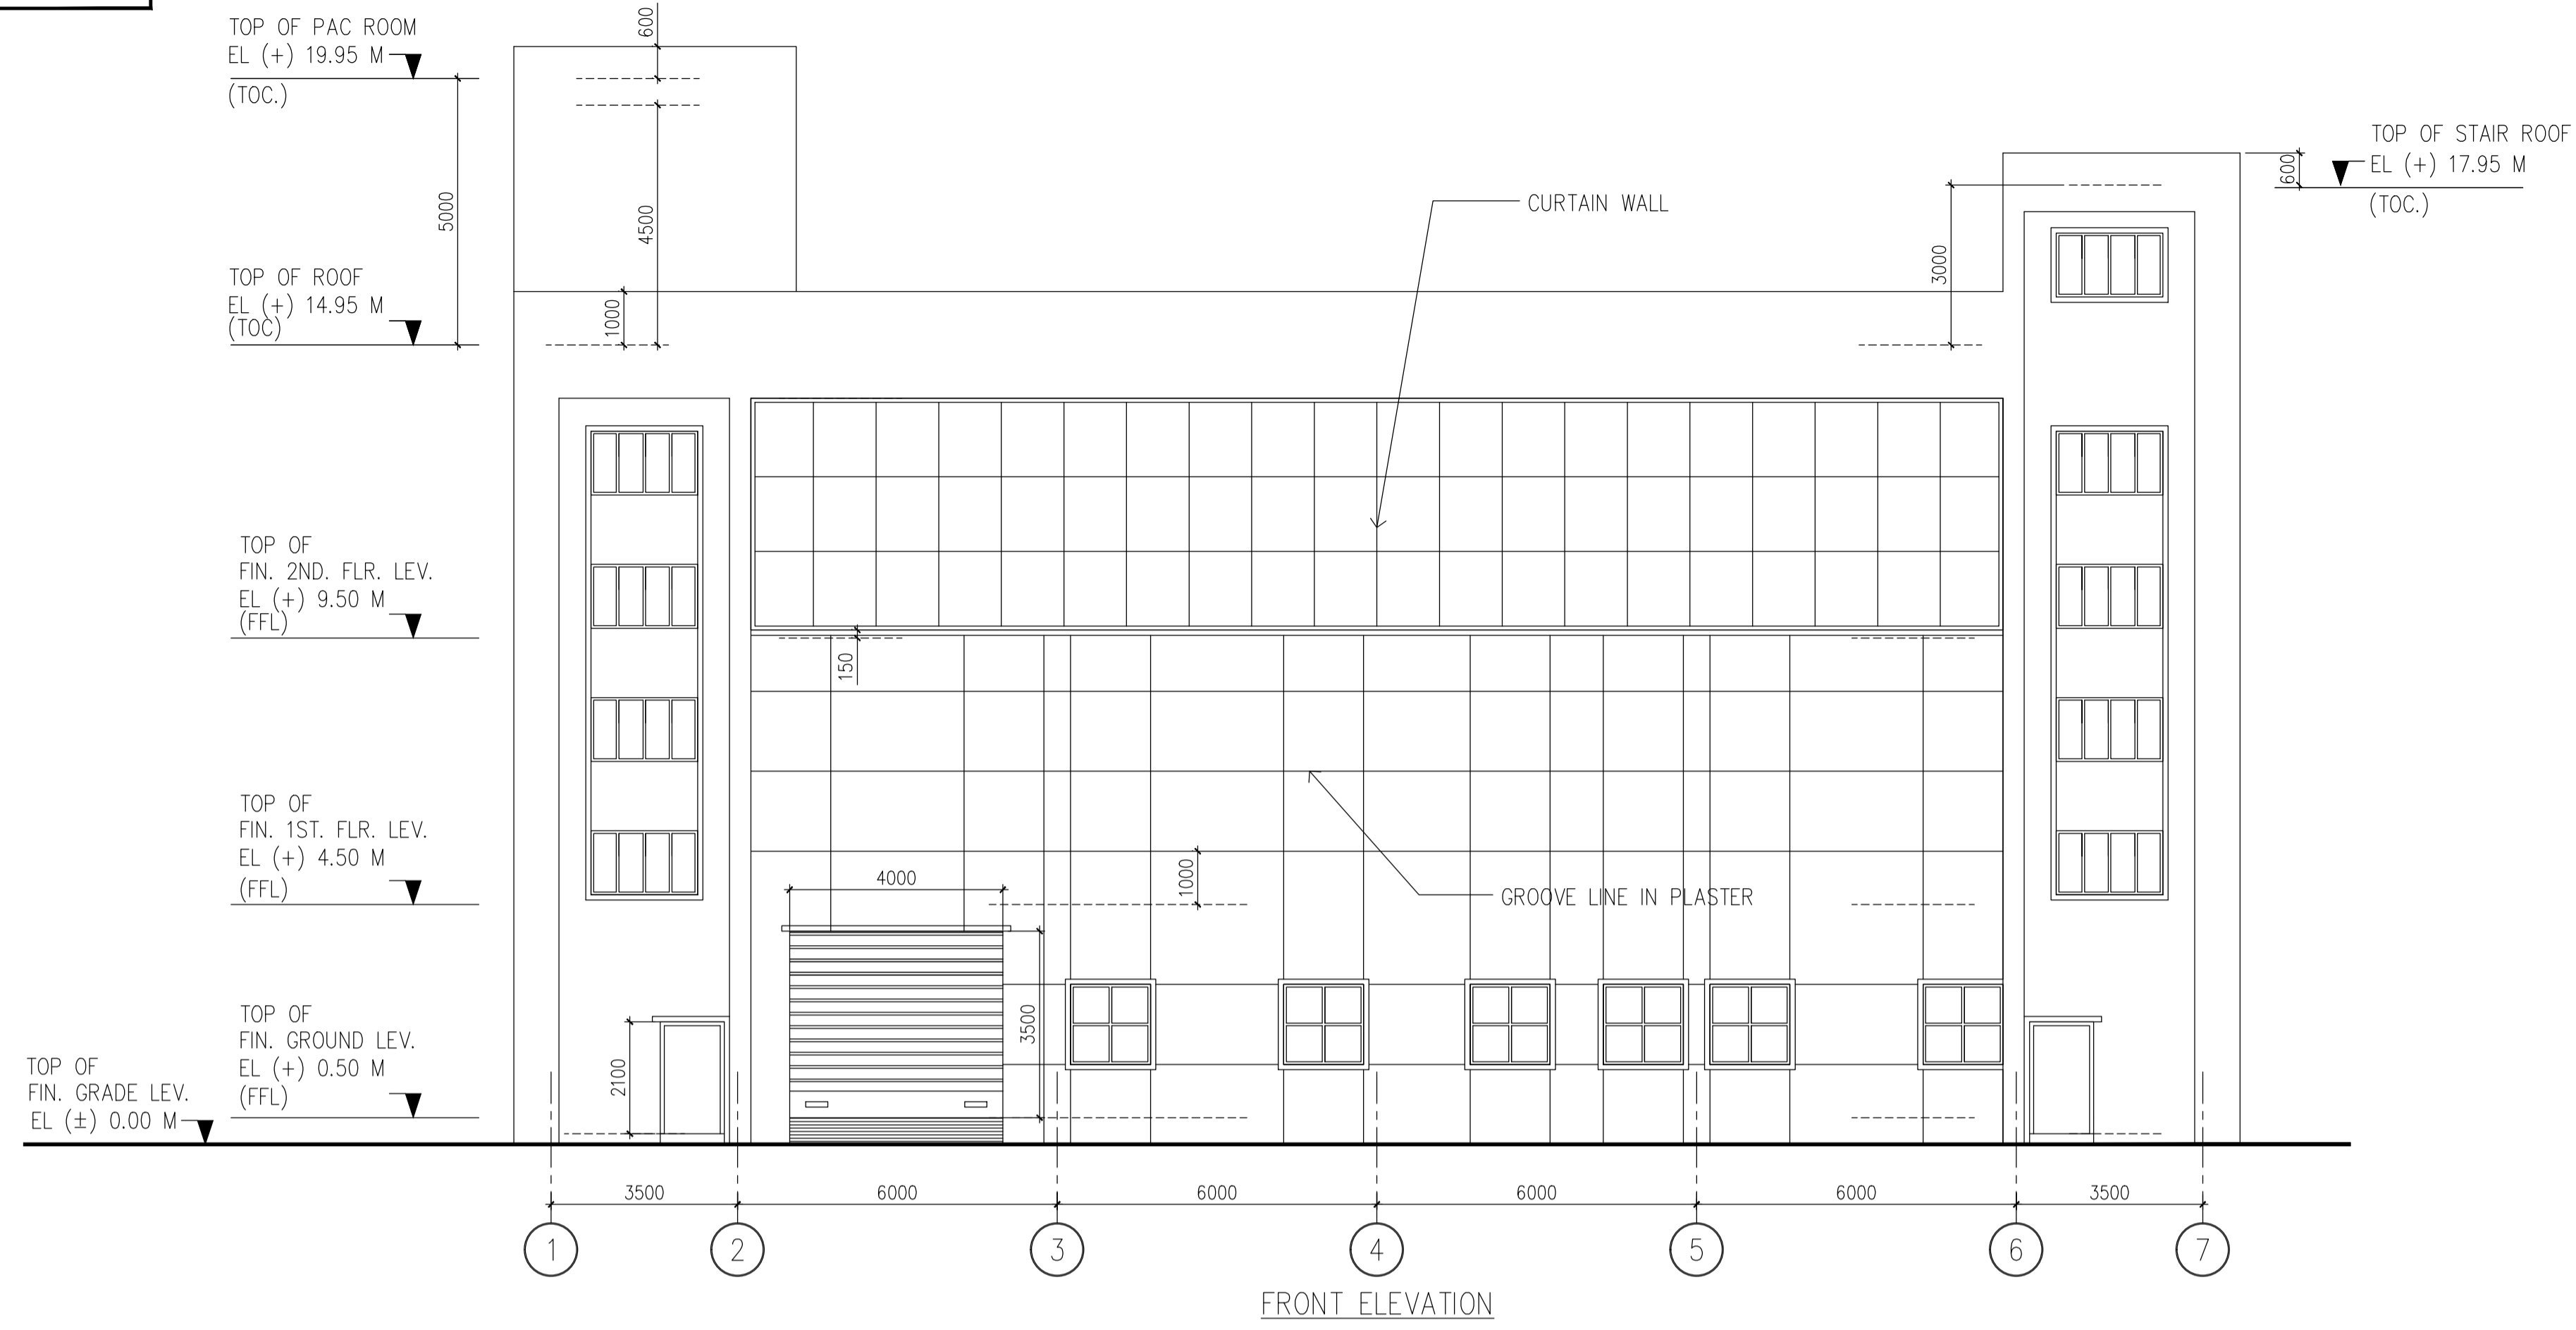 TOP OF PAC ROOM
EL (+) 19.95 M
(TOC.)
600
5000
4500
TOP OF STAIR ROOF
EL (+) 17.95 M
(TOC.)
600
CURTAIN WALL
3000
TOP OF ROOF
EL (+) 14.95 M
(TOC)
1000
TOP OF
FIN. 2ND. FLR. LEV.
EL (+) 9.50 M
(FFL)
150
TOP OF
FIN. 1ST. FLR. LEV.
EL (+) 4.50 M
(FFL)
4000
1000
GROOVE LINE IN PLASTER
3500
TOP OF
FIN. GROUND LEV.
EL (+) 0.50 M
(FFL)
2100
TOP OF
FIN. GRADE LEV.
EL (±) 0.00 M
3500 6000 6000 6000 6000 3500
1 2 3 4 5 6 7
FRONT ELEVATION